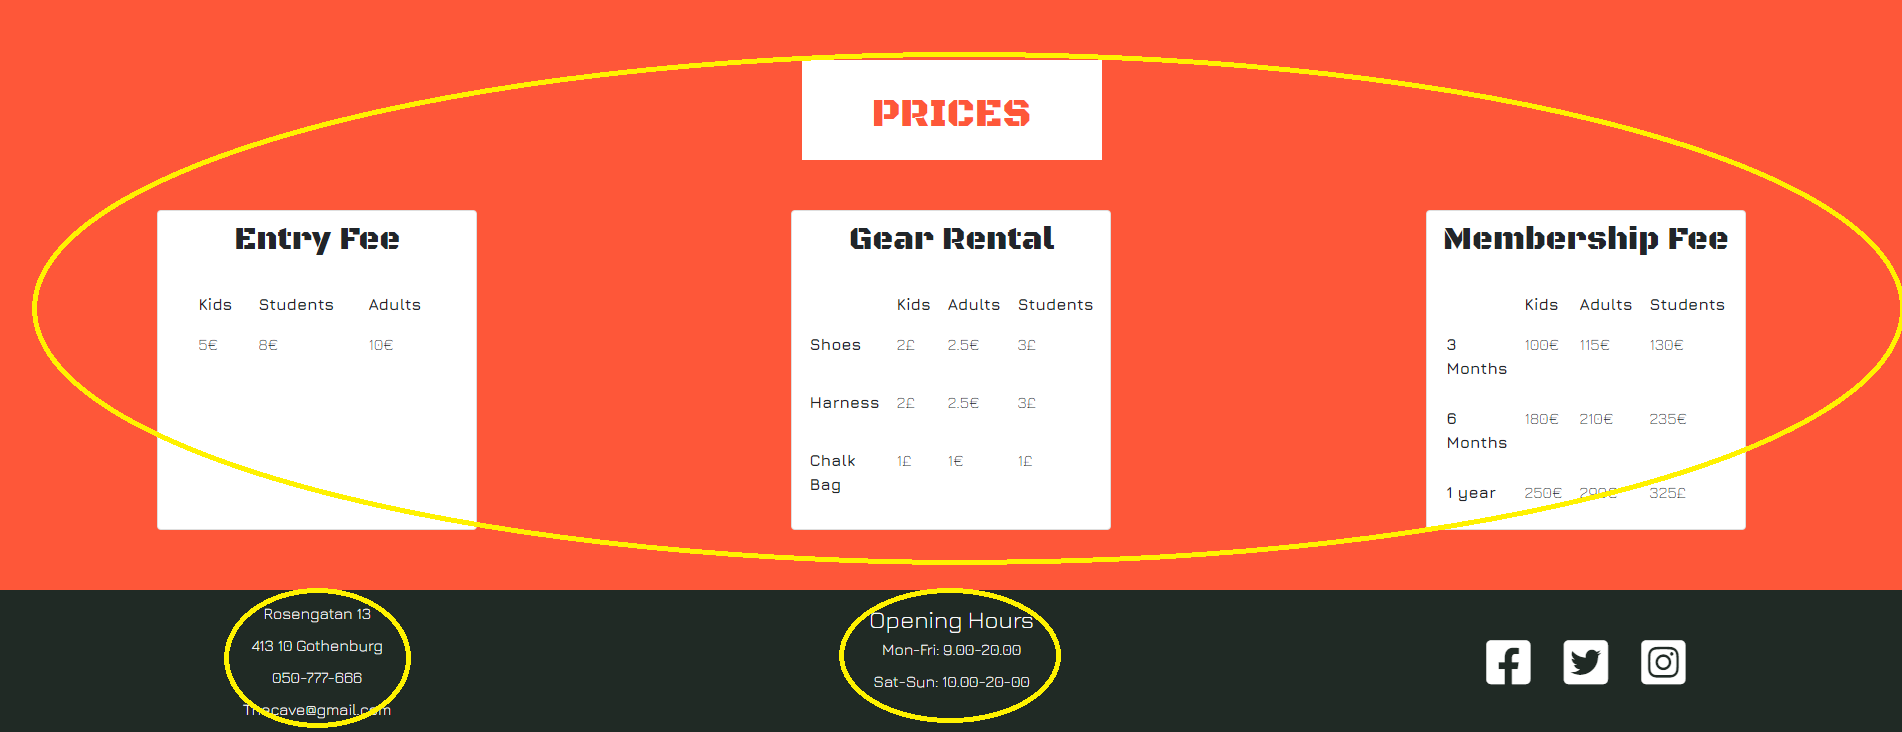 PRICES
Entry Fee
Kids Students Adults
5€ 8€ 10€
Gear Rental
Kids Adults Students
Shoes 2£ 2.5€ 3£
Harness 2£ 2.5€ 3£
Chalk 1£ 1€ 1£
Bag
Membership Fee
Kids Adults Students
3 100€ 115€ 130€
Months
6 180€ 210€ 235€
Months
1 year 250€ 290€ 325£
Rosengatan 13
413 10 Gothenburg
050-777-666
Thecave@gmail.com
Opening Hours
Mon-Fri: 9.00-20.00
Sat-Sun: 10.00-20-00